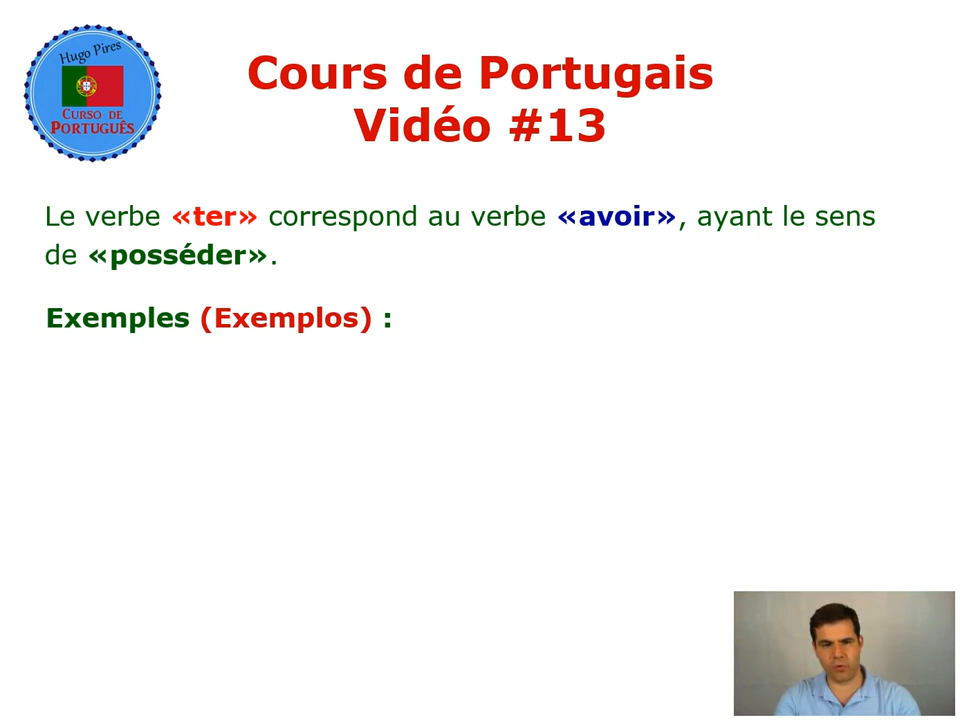 Hugo Pires
CURSO DE
PORTUGUÊS
Cours de Portugais
Vidéo #13
Le verbe «ter» correspond au verbe «avoir», ayant le sens
de «posséder».
Exemples (Exemplos) :